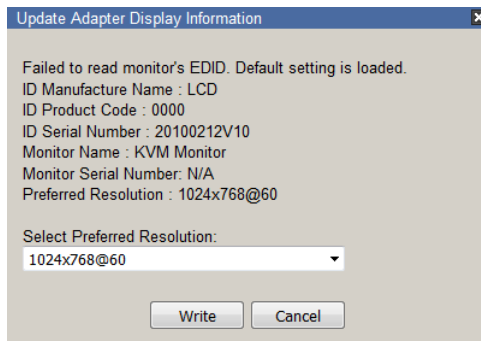 Update Adapter Display Information
Failed to read monitor's EDID. Default setting is loaded.
ID Manufacture Name : LCD
ID Product Code : 0000
ID Serial Number : 20100212V10
Monitor Name : KVM Monitor
Monitor Serial Number: N/A
Preferred Resolution : 1024x768@60
Select Preferred Resolution:
1024x768@60
Write Cancel